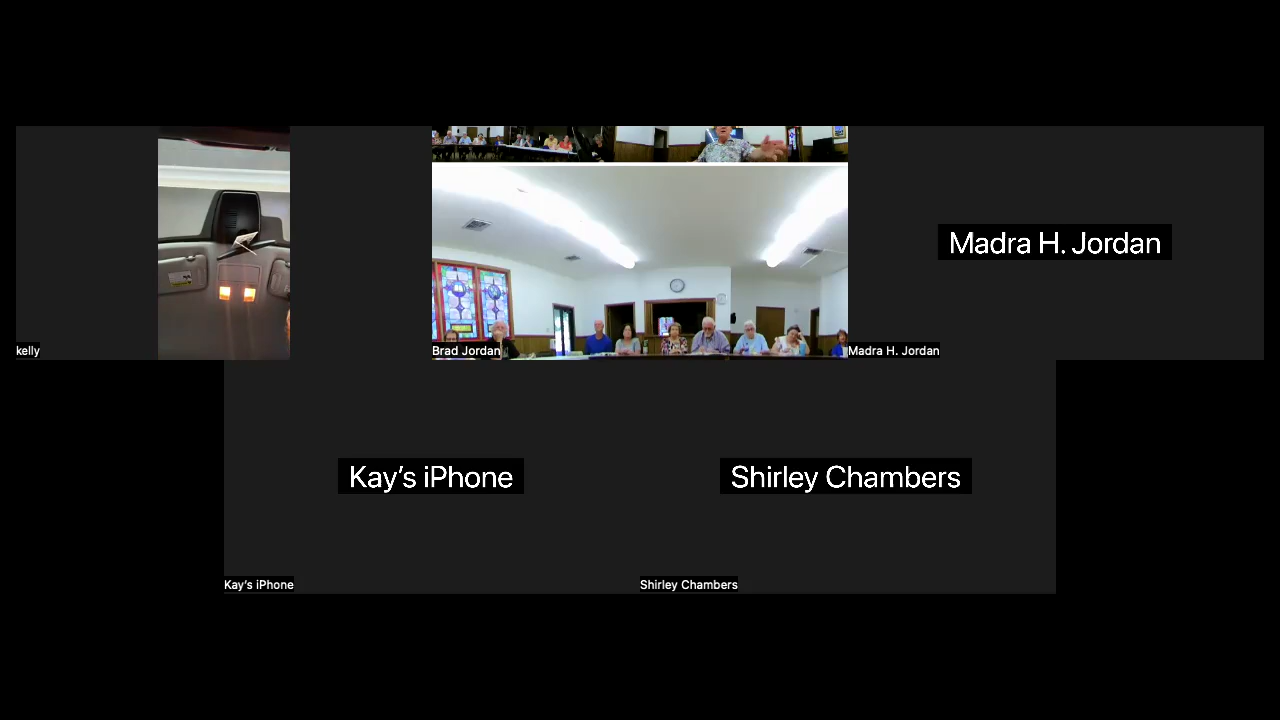 Madra H. Jordan
kelly
Brad Jordan
Madra H. Jordan
Kay’s iPhone
Shirley Chambers
Kay’s iPhone
Shirley Chambers